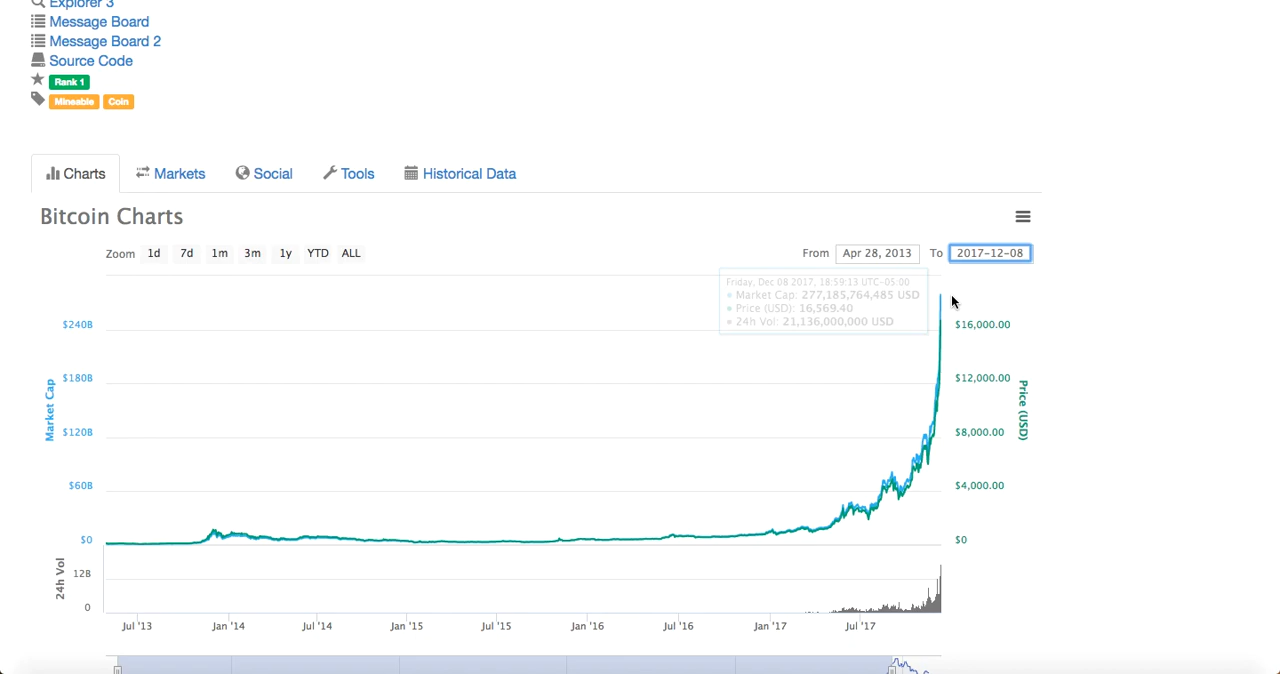 Explorer 3
Message Board
Message Board 2
Source Code
Rank 1
Mineable Coin
Charts Markets Social Tools Historical Data
Bitcoin Charts
Zoom 1d 7d 1m 3m 1y YTD ALL From Apr 28, 2013 To 2017-12-08
Friday, Dec 08 2017, 18:59:13 UTC-05:00
• Market Cap: 277,185,764,485 USD
• Price (USD): 16,569.40
• 24h Vol: 21,136,000,000 USD
$240B $16,000.00
$180B $12,000.00
Market Cap
Price (USD)
$120B $8,000.00
$60B $4,000.00
$0 $0
24h Vol
12B
0
Jul '13 Jan '14 Jul '14 Jan '15 Jul '15 Jan '16 Jul '16 Jan '17 Jul '17